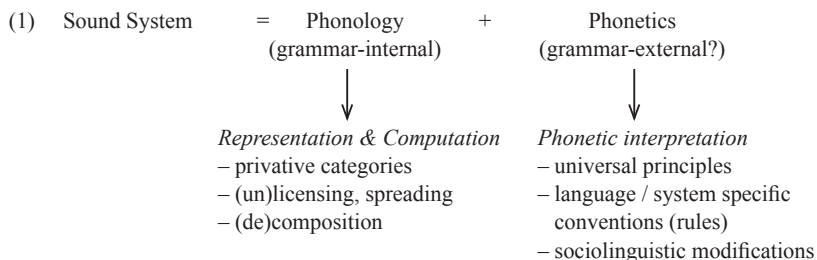 (1) Sound System = Phonology + Phonetics
(grammar-internal) (grammar-external?)
Representation & Computation Phonetic interpretation
– privative categories – universal principles
– (un)licensing, spreading – language / system specific
– (de)composition conventions (rules)
– sociolinguistic modifications